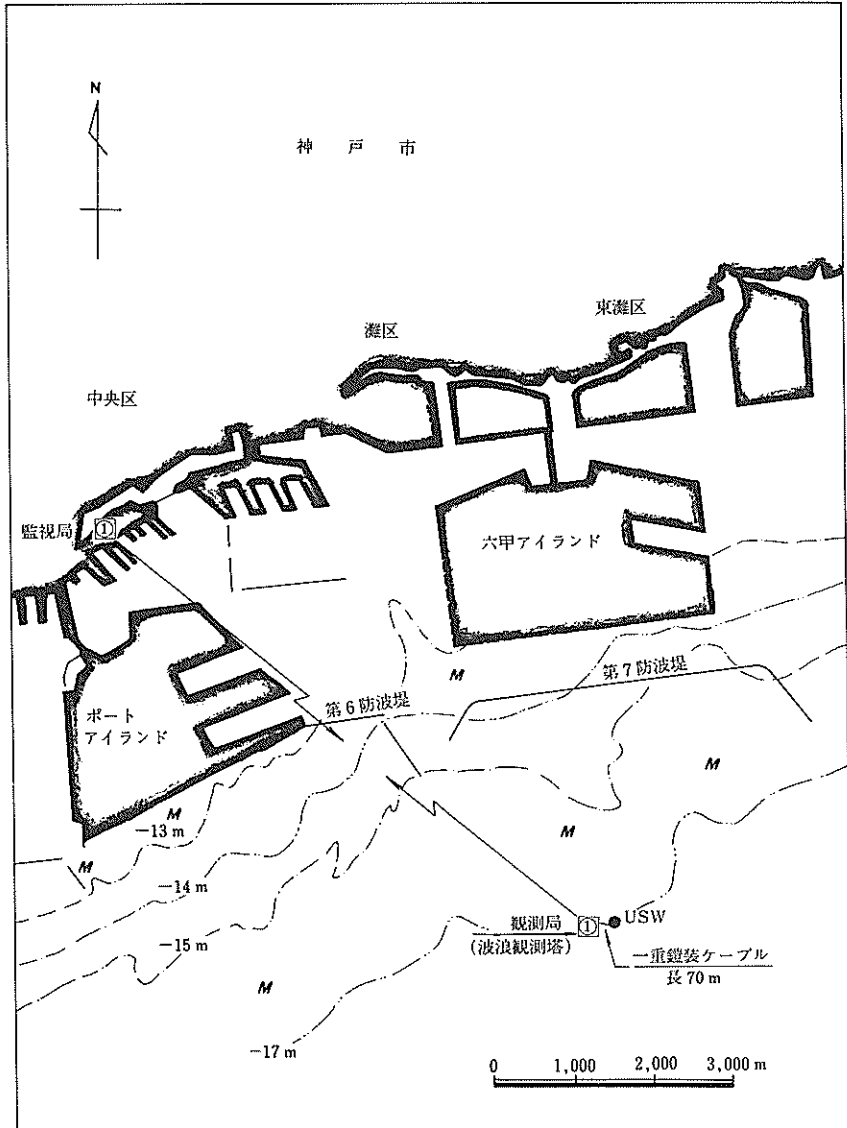 N
神戸市
東灘区
灘区
中央区
監視局
①
六甲アイランド
M
第7防波堤
第6防波堤
ポート
アイランド
M
M
M
−13 m
M
−14 m
観測局
(波浪観測塔)
①
USW
−15 m
一重鎧装ケーブル
長 70 m
M
−17 m
0 1,000 2,000 3,000 m